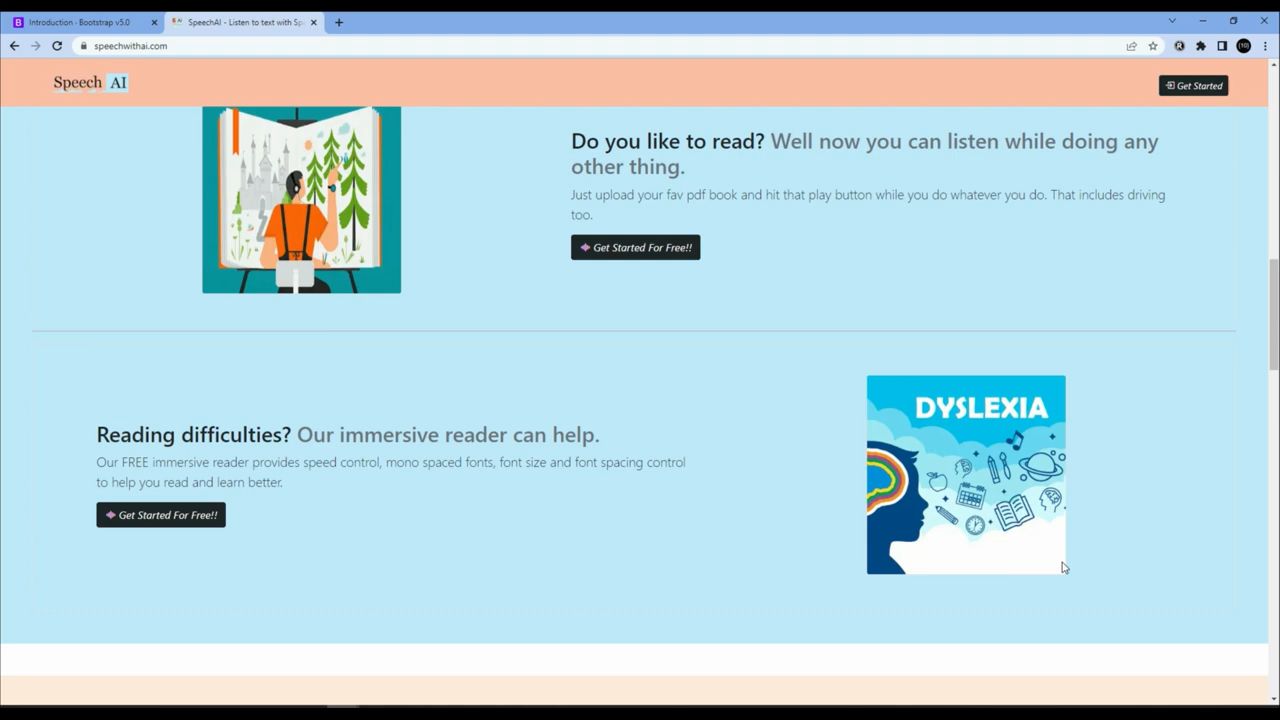 Introduction · Bootstrap v5.0
SpeechAI - Listen to text with Sp
speechwithai.com
Speech AI
Get Started
Do you like to read? Well now you can listen while doing any
other thing.
Just upload your fav pdf book and hit that play button while you do whatever you do. That includes driving
too.
Get Started For Free!!
DYSLEXIA
Reading difficulties? Our immersive reader can help.
Our FREE immersive reader provides speed control, mono spaced fonts, font size and font spacing control
to help you read and learn better.
Get Started For Free!!